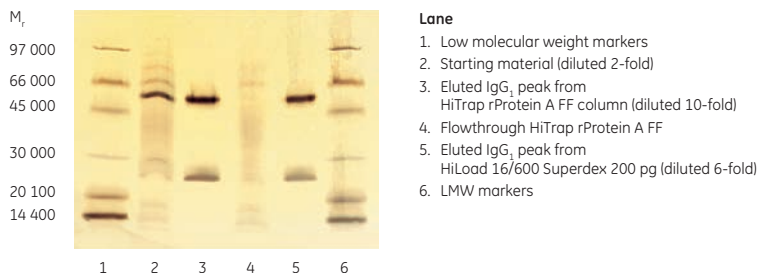 Mr
97 000
66 000
45 000
30 000
20 100
14 400
1 2 3 4 5 6
Lane
1. Low molecular weight markers
2. Starting material (diluted 2-fold)
3. Eluted IgG1 peak from
HiTrap rProtein A FF column (diluted 10-fold)
4. Flowthrough HiTrap rProtein A FF
5. Eluted IgG1 peak from
HiLoad 16/600 Superdex 200 pg (diluted 6-fold)
6. LMW markers